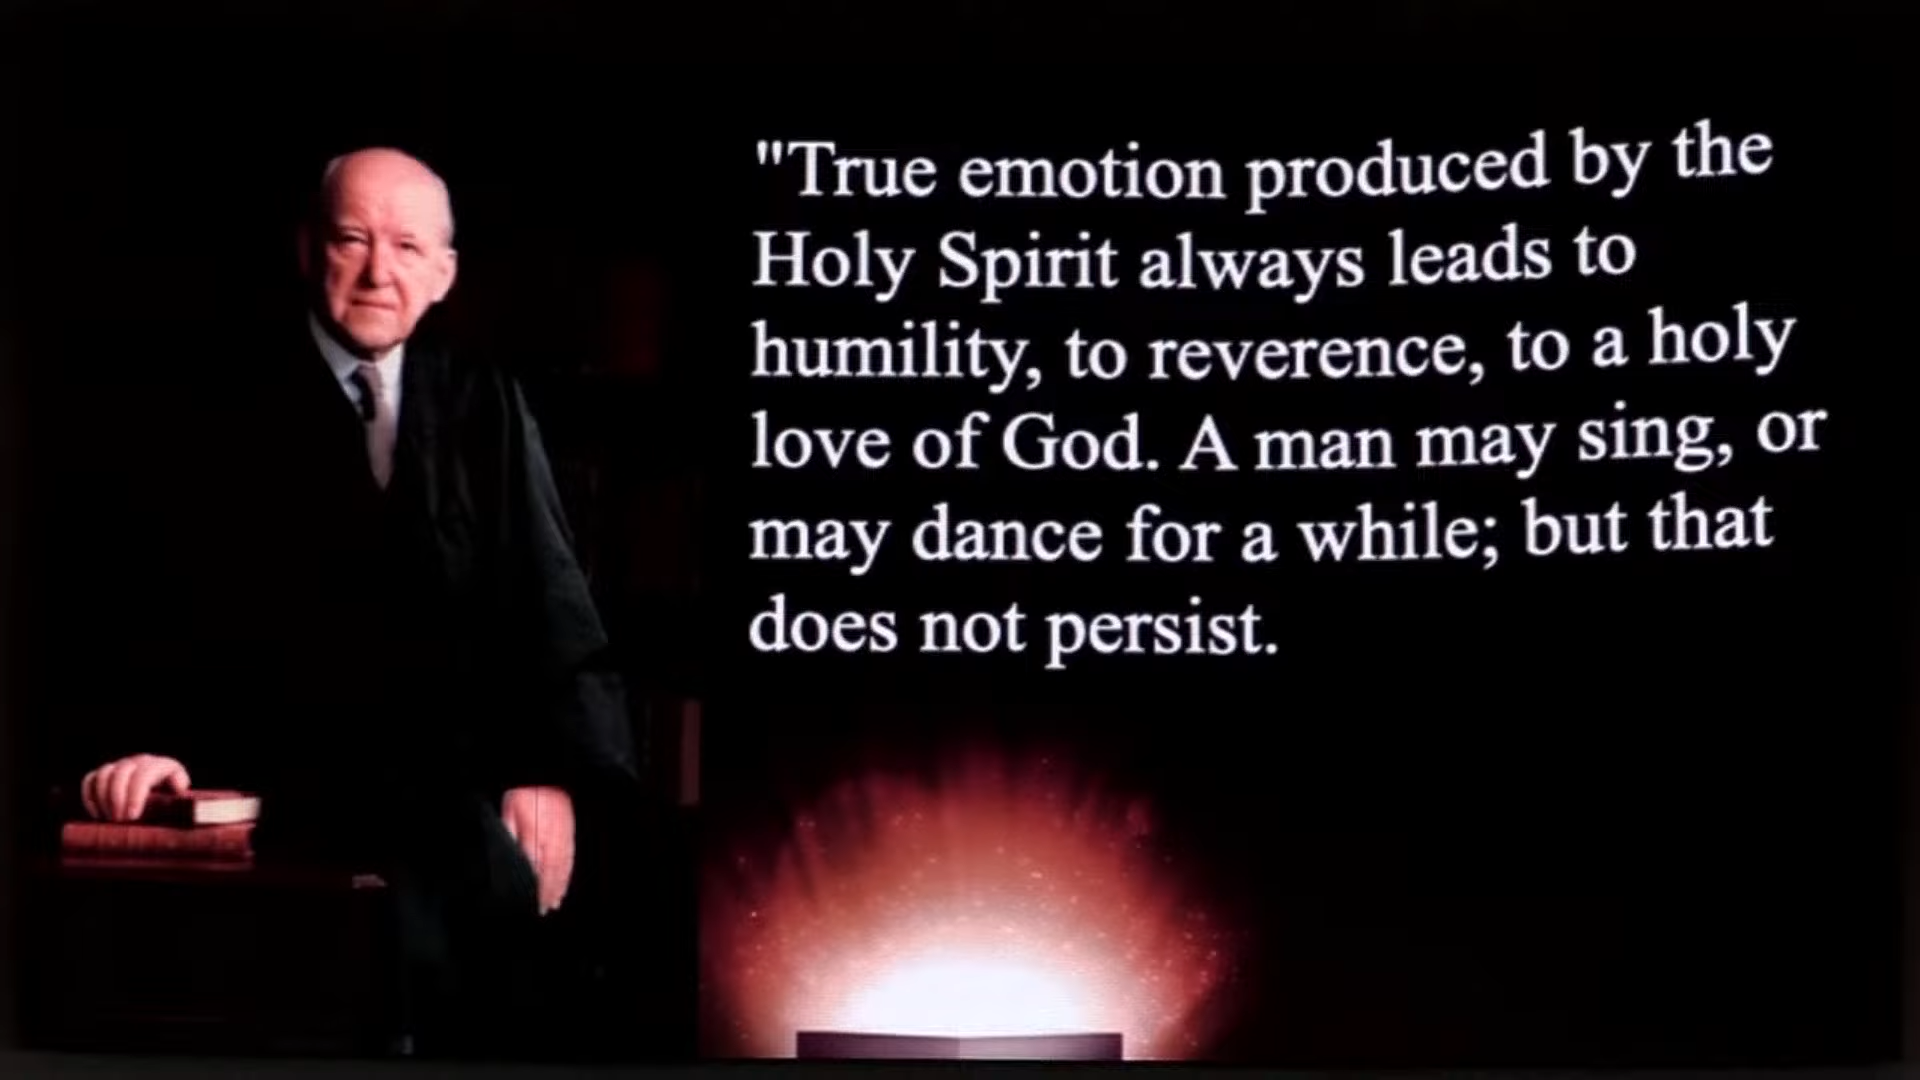 "True emotion produced by the
Holy Spirit always leads to
humility, to reverence, to a holy
love of God. A man may sing, or
may dance for a while; but that
does not persist.